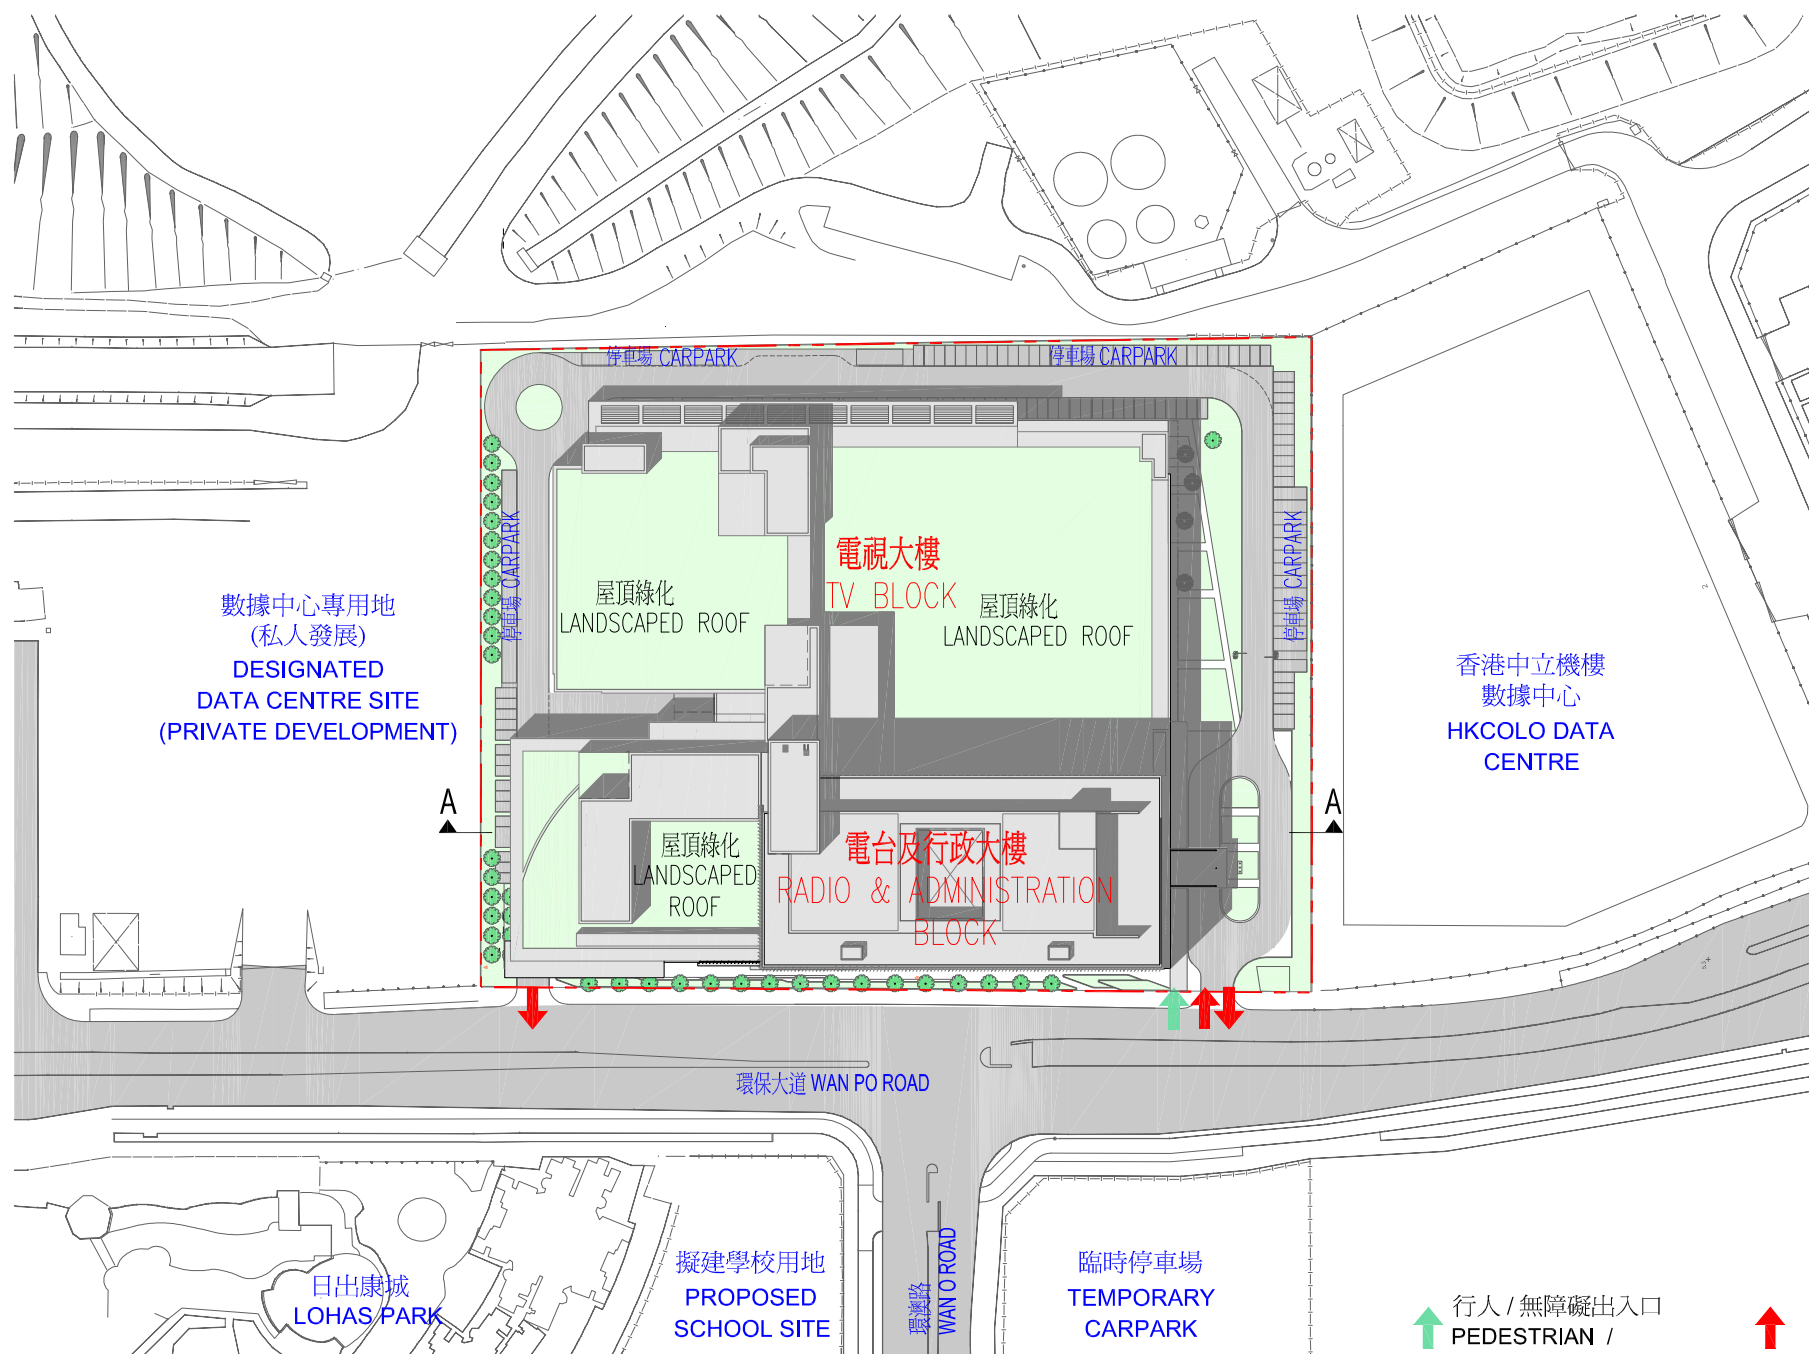 停車場 CARPARK
停車場 CARPARK
停車場 CARPARK
停車場 CARPARK
電視大樓
TV BLOCK
屋頂綠化
LANDSCAPED ROOF
屋頂綠化
LANDSCAPED ROOF
數據中心專用地
(私人發展)
DESIGNATED
DATA CENTRE SITE
(PRIVATE DEVELOPMENT)
香港中立機樓
數據中心
HKCOLO DATA
CENTRE
A
A
屋頂綠化
LANDSCAPED
ROOF
電台及行政大樓
RADIO & ADMINISTRATION
BLOCK
環保大道 WAN PO ROAD
環澳路
WAN O ROAD
日出康城
LOHAS PARK
擬建學校用地
PROPOSED
SCHOOL SITE
臨時停車場
TEMPORARY
CARPARK
行人 / 無障礙出入口
PEDESTRIAN /